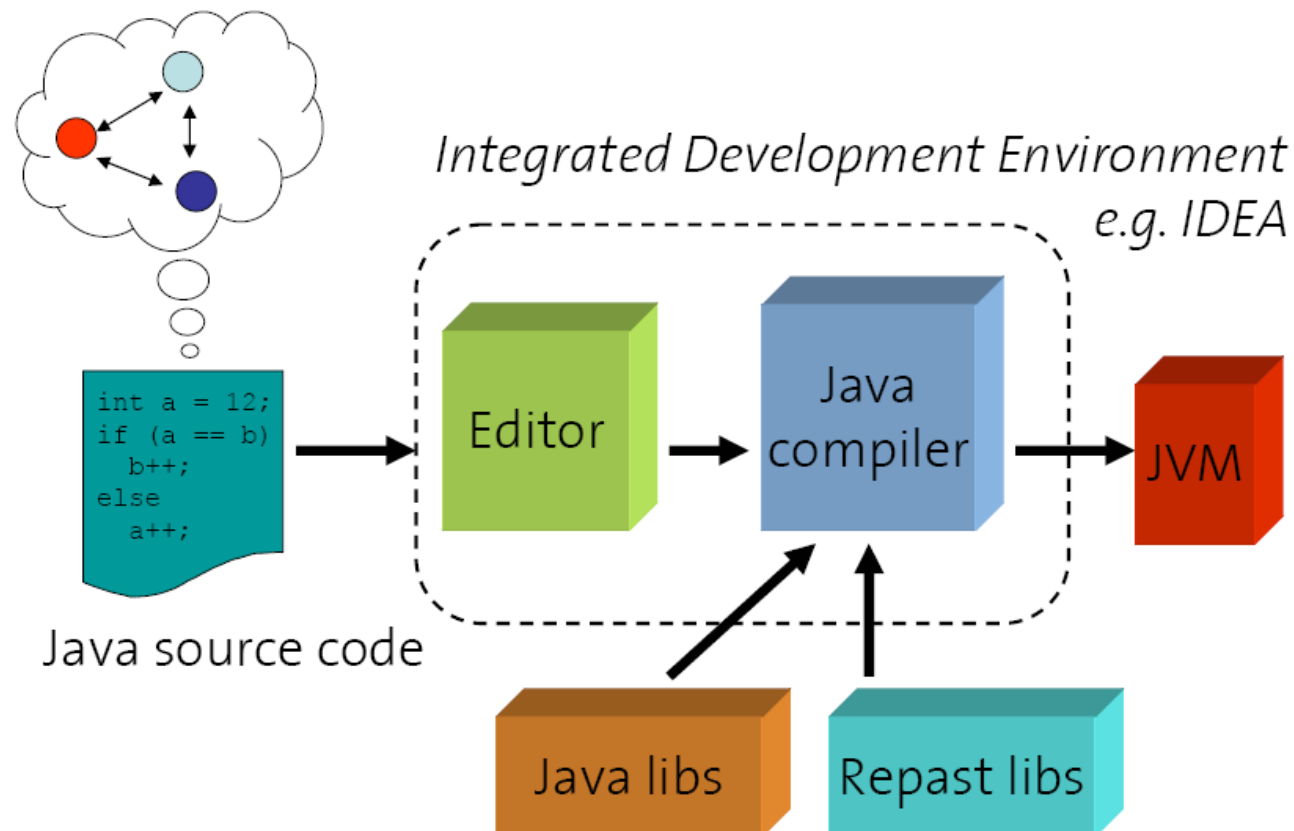 Integrated Development Environment
e.g. IDEA
int a = 12;
if (a == b)
  b++;
else
  a++;
Java source code
Editor
Java
compiler
JVM
Java libs
Repast libs